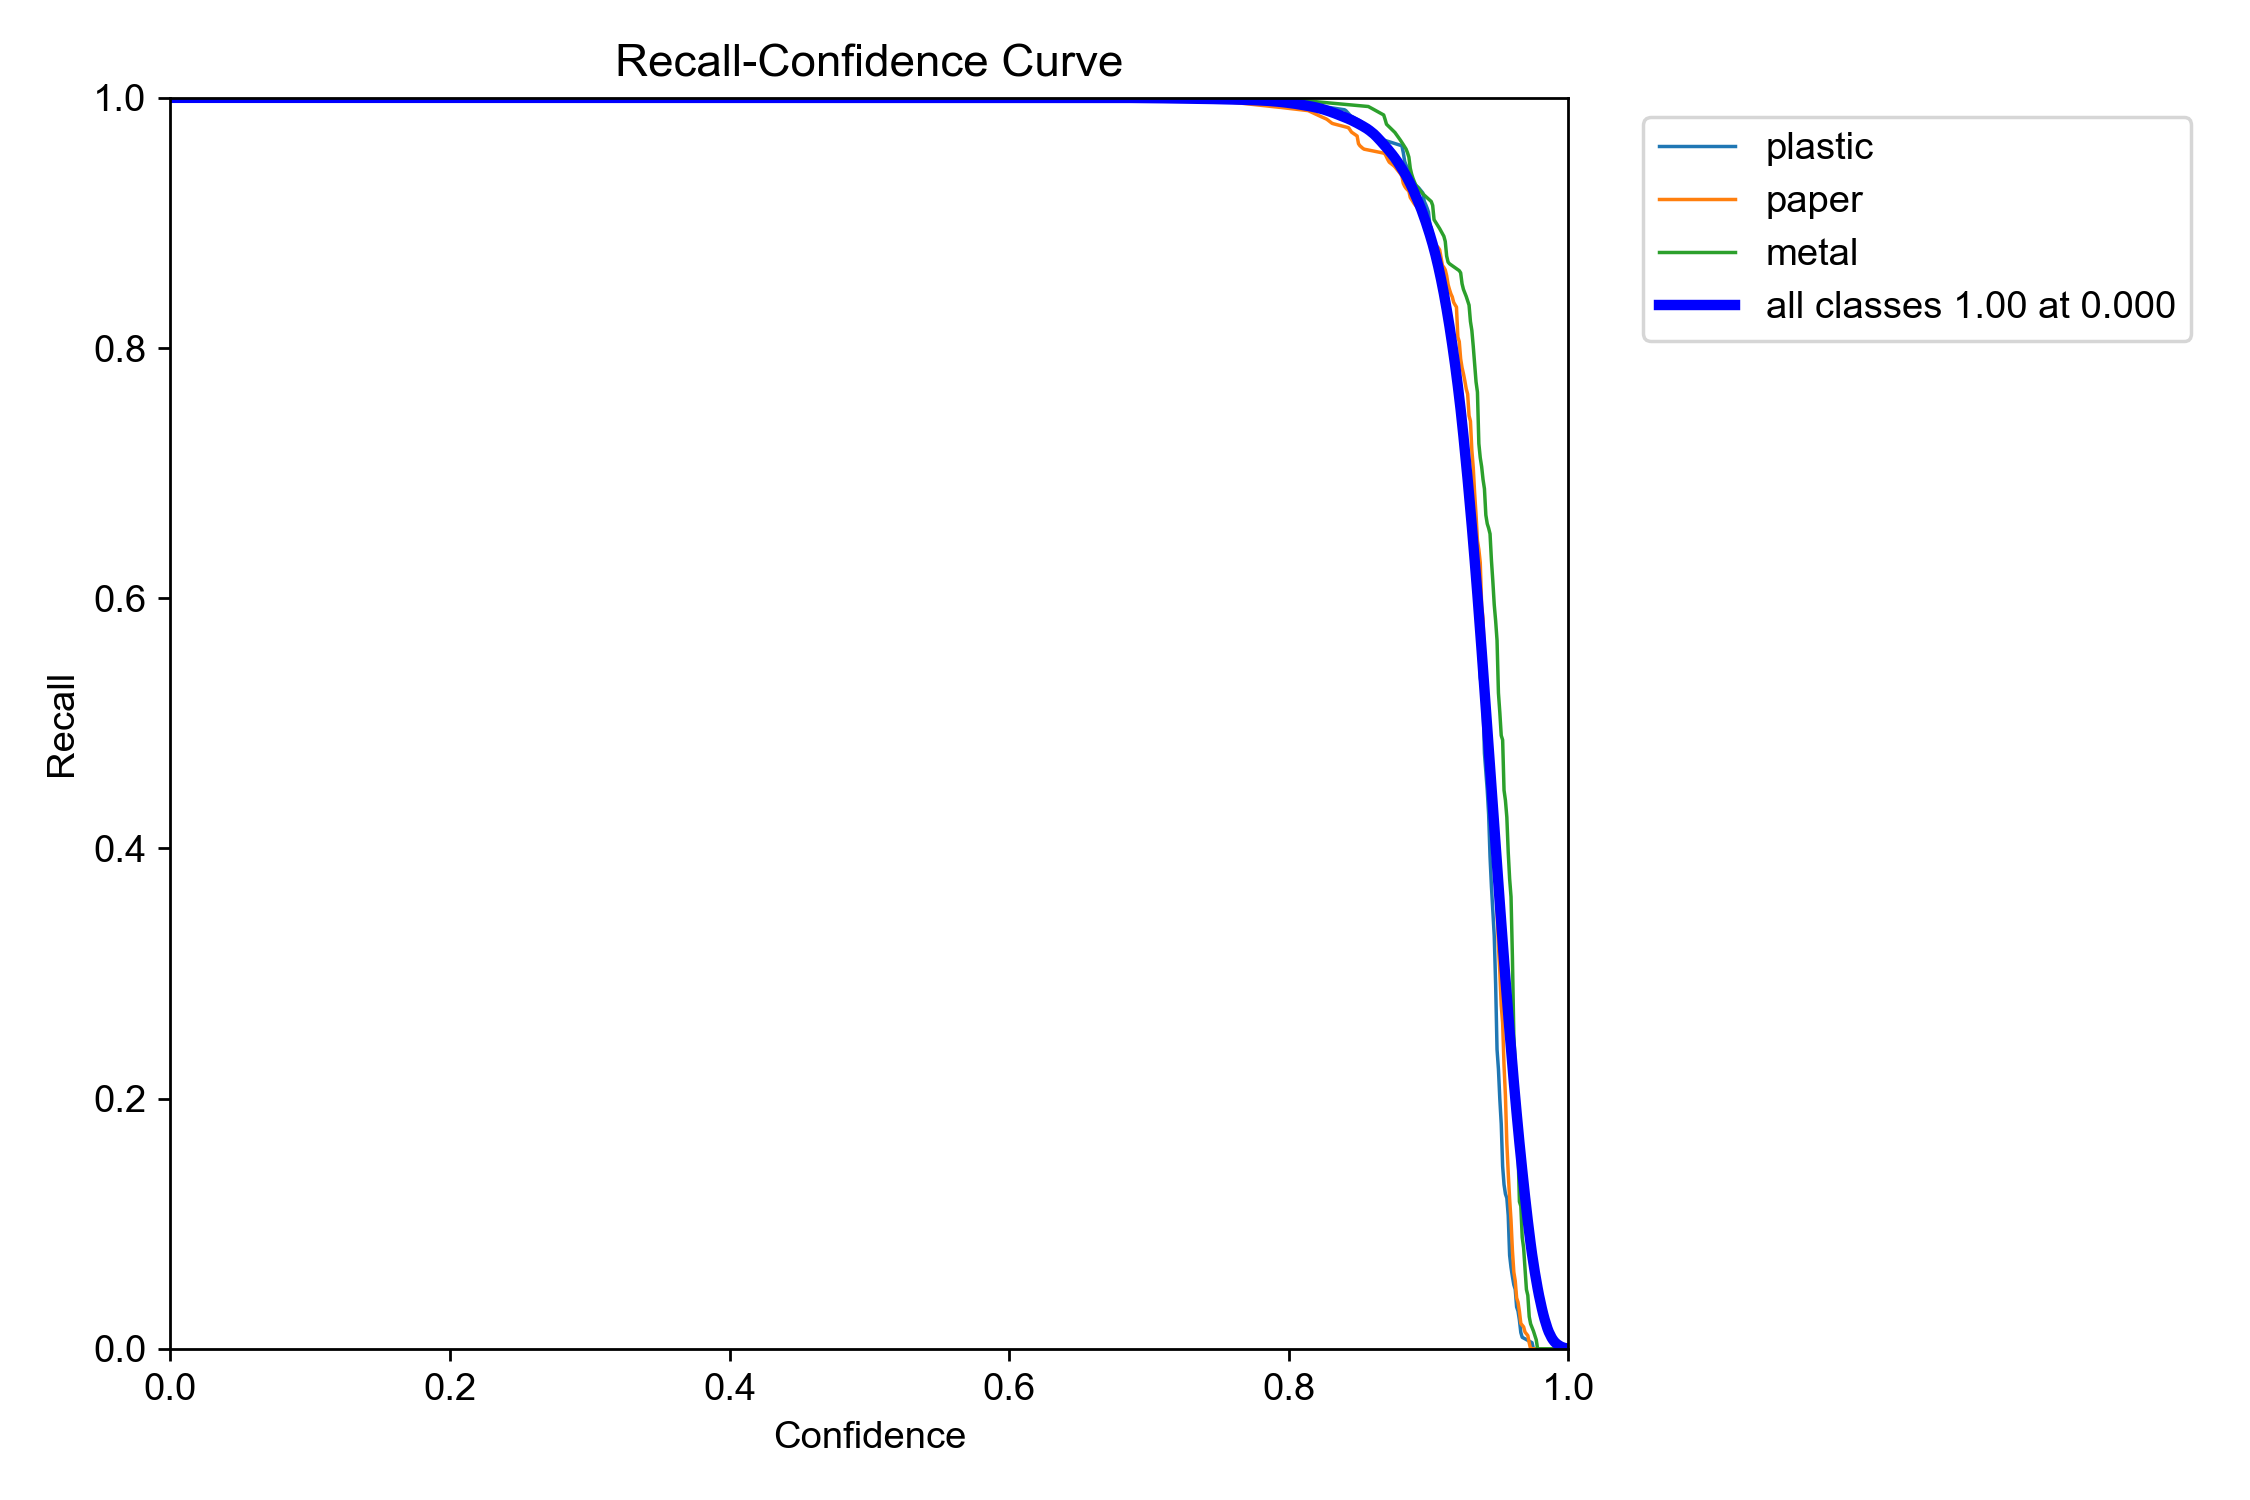 Recall-Confidence Curve
1.0
0.8
0.6
0.4
0.2
0.0
Recall
0.0 0.2 0.4 0.6 0.8 1.0
Confidence
plastic
paper
metal
all classes 1.00 at 0.000